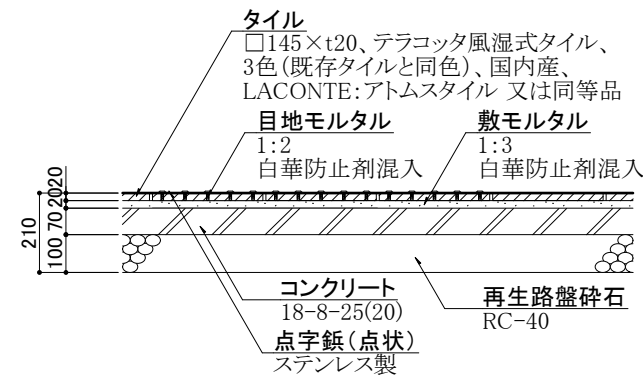 タイル
□145×t20、テラコッタ風湿式タイル、
3色(既存タイルと同色)、国内産、
LACONTE:アトムスタイル 又は同等品
目地モルタル
1:2
白華防止剤混入
敷モルタル
1:3
白華防止剤混入
210
20
20
70
100
コンクリート
18-8-25(20)
点字鋲(点状)
ステンレス製
再生路盤砕石
RC-40